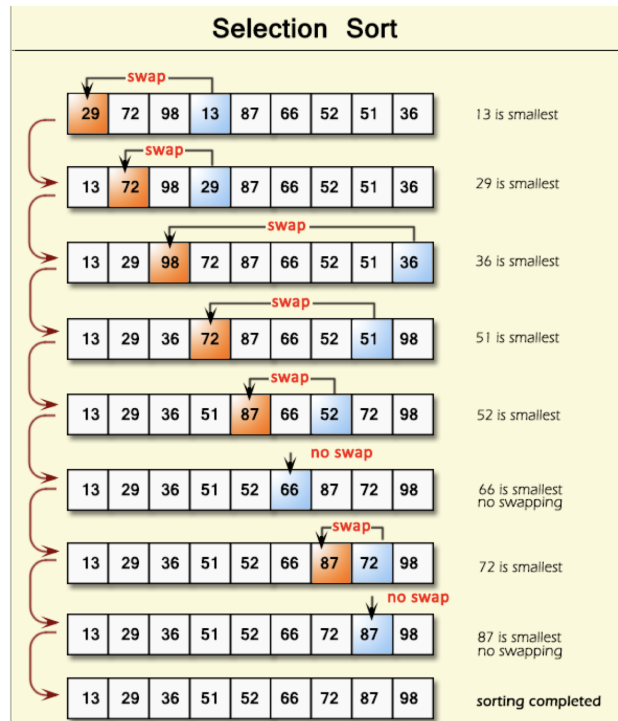 Selection Sort
swap
29 72 98 13 87 66 52 51 36
13 is smallest
swap
13 72 98 29 87 66 52 51 36
29 is smallest
swap
13 29 98 72 87 66 52 51 36
36 is smallest
swap
13 29 36 72 87 66 52 51 98
51 is smallest
swap
13 29 36 51 87 66 52 72 98
52 is smallest
no swap
13 29 36 51 52 66 87 72 98
66 is smallest
no swapping
swap
13 29 36 51 52 66 87 72 98
72 is smallest
no swap
13 29 36 51 52 66 72 87 98
87 is smallest
no swapping
13 29 36 51 52 66 72 87 98
sorting completed